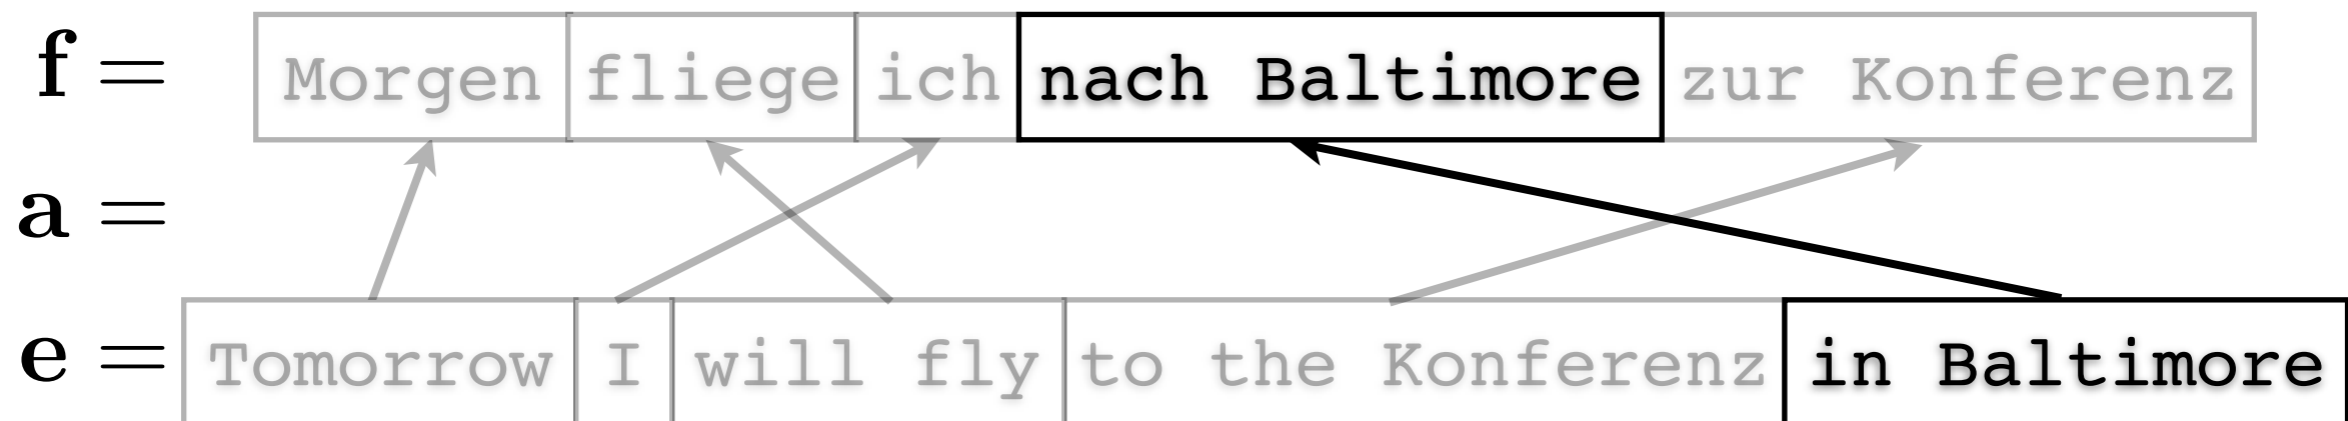 f = Morgen fliege ich nach Baltimore zur Konferenz
a =
e = Tomorrow I will fly to the Konferenz in Baltimore